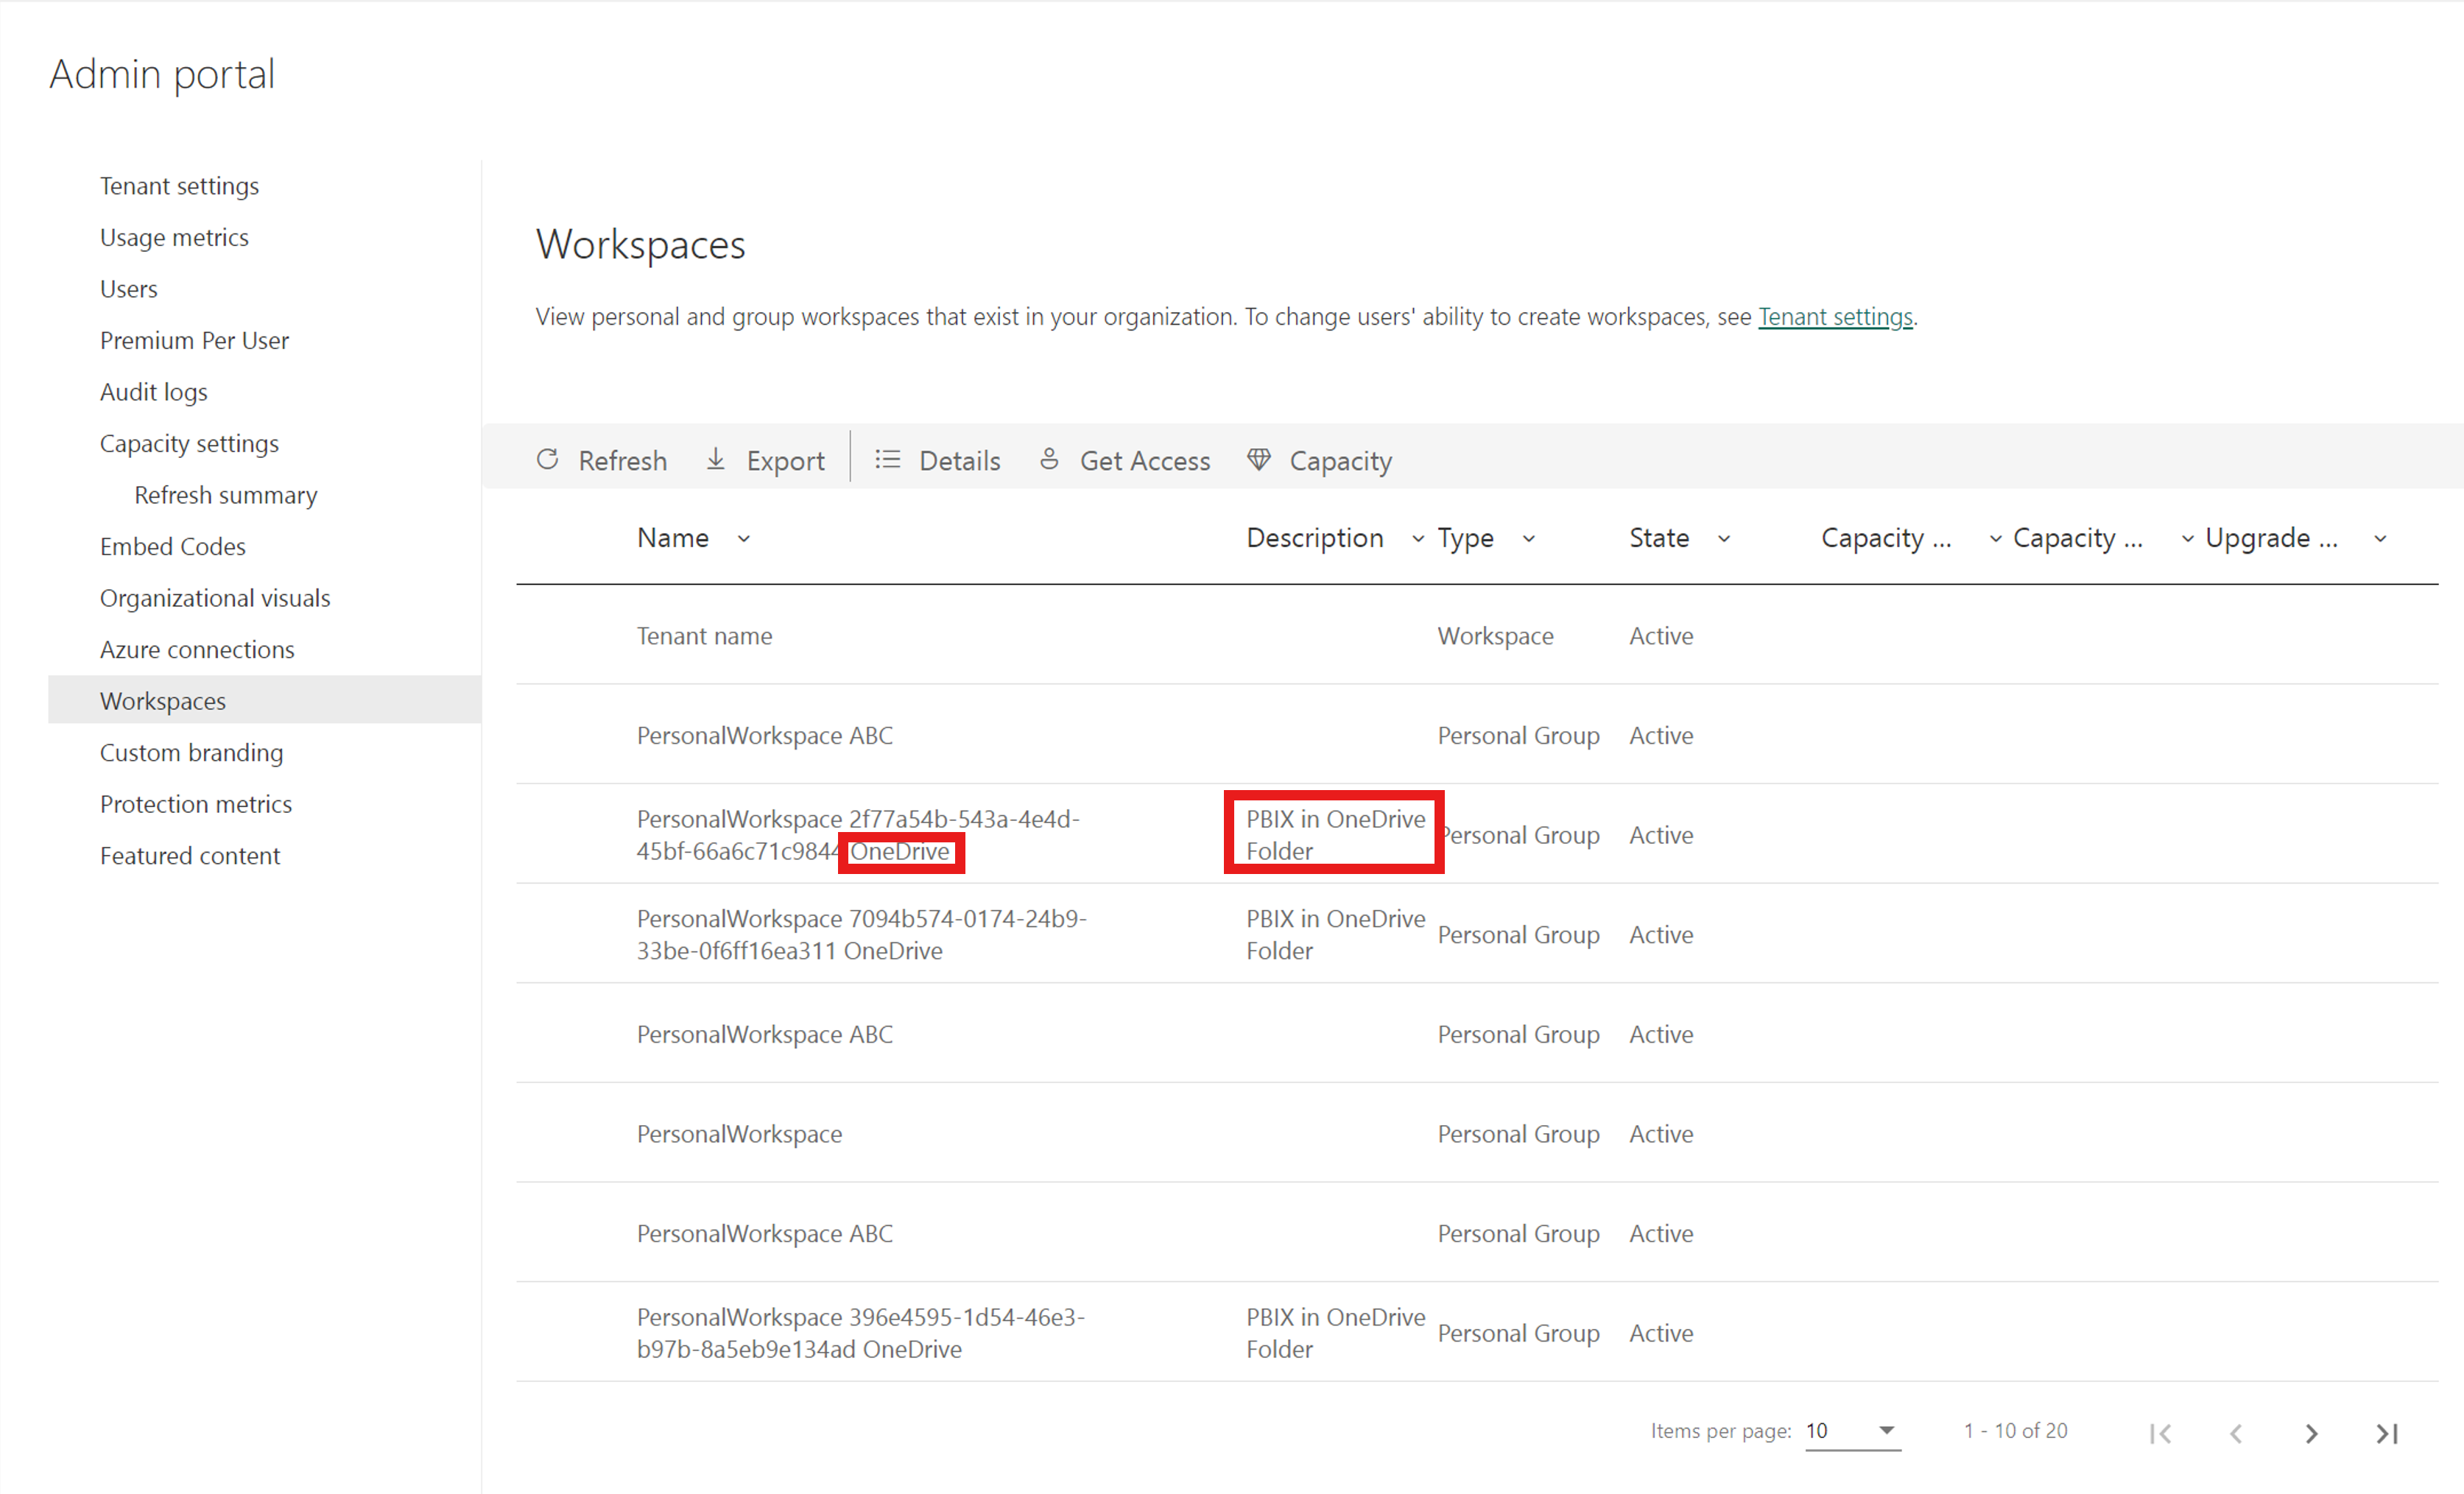 Admin portal
Tenant settings
Usage metrics
Users
Premium Per User
Audit logs
Capacity settings
Refresh summary
Embed Codes
Organizational visuals
Azure connections
Workspaces
Custom branding
Protection metrics
Featured content
Workspaces
View personal and group workspaces that exist in your organization. To change users' ability to create workspaces, see Tenant settings.
Refresh Export Details Get Access Capacity
Name Description Type State Capacity ... Capacity ... Upgrade ...
Tenant name Workspace Active
PersonalWorkspace ABC Personal Group Active
PersonalWorkspace 2f77a54b-543a-4e4d-
45bf-66a6c71c9844 OneDrive
PBIX in OneDrive
Folder
Personal Group Active
PersonalWorkspace 7094b574-0174-24b9-
33be-0f6ff16ea311 OneDrive
PBIX in OneDrive
Folder
Personal Group Active
PersonalWorkspace ABC Personal Group Active
PersonalWorkspace Personal Group Active
PersonalWorkspace ABC Personal Group Active
PersonalWorkspace 396e4595-1d54-46e3-
b97b-8a5eb9e134ad OneDrive
PBIX in OneDrive
Folder
Personal Group Active
Items per page: 10 1 - 10 of 20